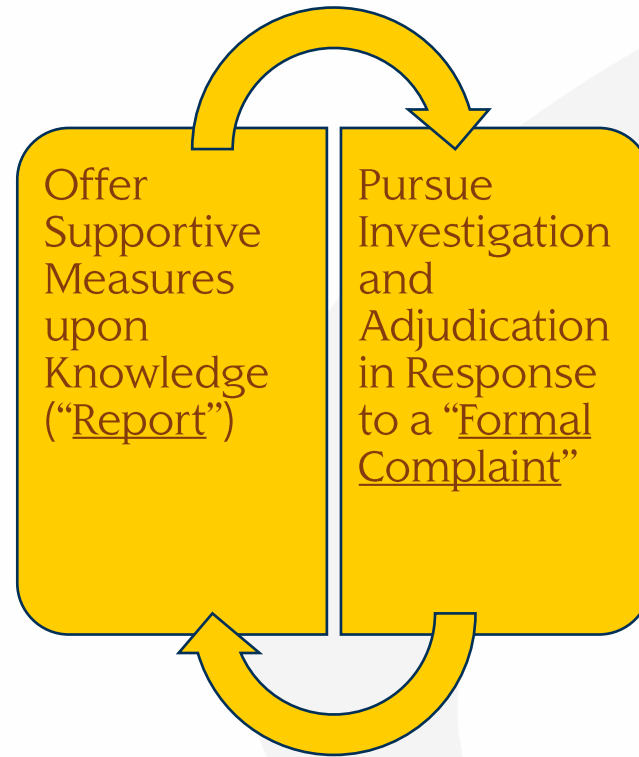 Offer
Supportive
Measures
upon
Knowledge
(“Report”)
Pursue
Investigation
and
Adjudication
in Response
to a “Formal
Complaint”